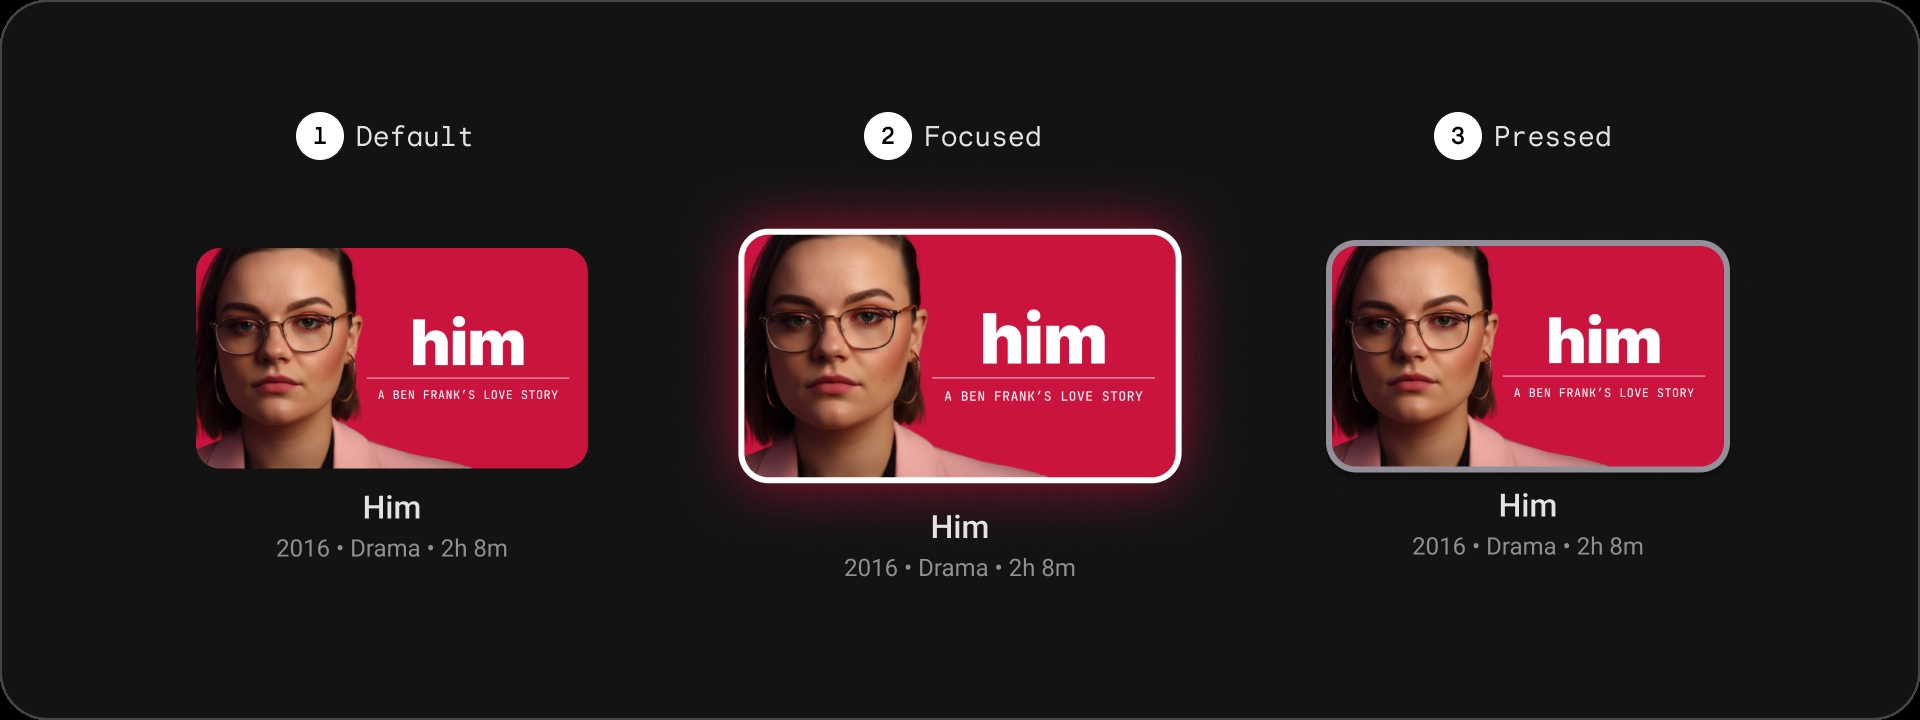 1 Default
2 Focused
3 Pressed
him
A BEN FRANK’S LOVE STORY
Him
2016 • Drama • 2h 8m
him
A BEN FRANK’S LOVE STORY
Him
2016 • Drama • 2h 8m
him
A BEN FRANK’S LOVE STORY
Him
2016 • Drama • 2h 8m